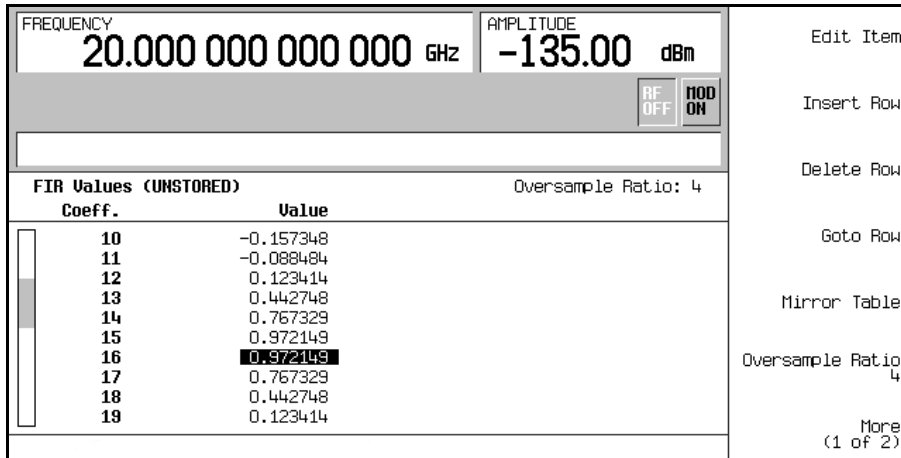 FREQUENCY
20.000 000 000 000 GHz
AMPLITUDE
-135.00 dBm
RF OFF
MOD ON
FIR Values (UNSTORED)
Oversample Ratio: 4
Coeff. Value
10 -0.157348
11 -0.088484
12 0.123414
13 0.442748
14 0.767329
15 0.972149
16 0.972149
17 0.767329
18 0.442748
19 0.123414
Edit Item
Insert Row
Delete Row
Goto Row
Mirror Table
Oversample Ratio
4
More
(1 of 2)